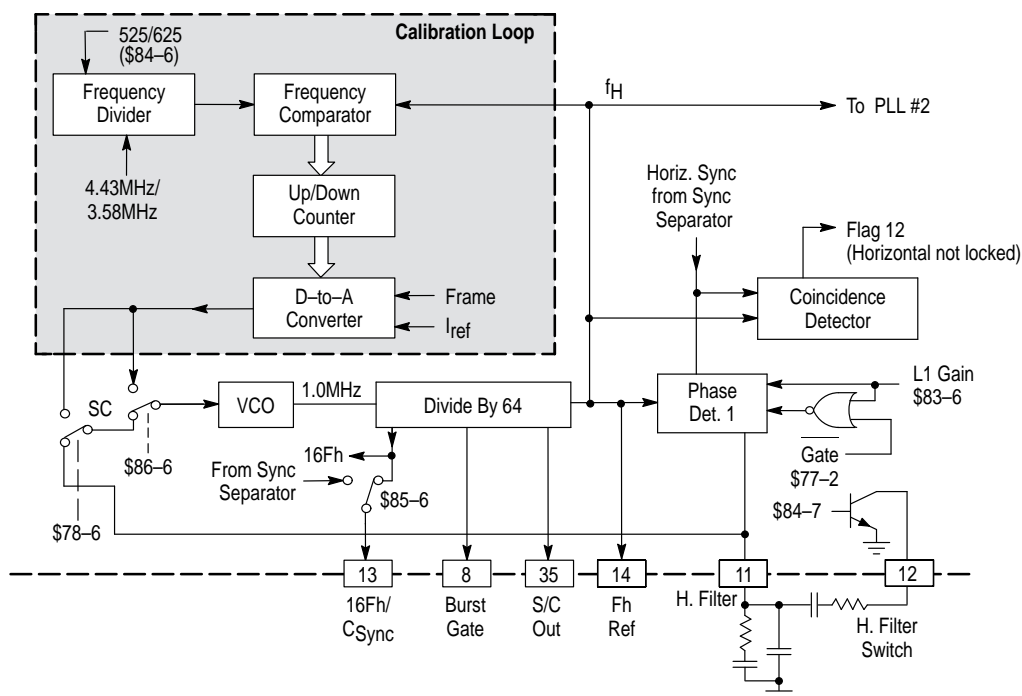 525/625
($84–6)
Calibration Loop
Frequency
Divider
Frequency
Comparator
fH
To PLL #2
4.43MHz/
3.58MHz
Up/Down
Counter
Horiz. Sync
from Sync
Separator
Flag 12
(Horizontal not locked)
D–to–A
Converter
Frame
Iref
Coincidence
Detector
SC
VCO
1.0MHz
Divide By 64
Phase
Det. 1
L1 Gain
$83–6
$86–6
16Fh
From Sync
Separator
$85–6
Gate
$77–2
$84–7
$78–6
13
8
35
14
11
12
16Fh/
CSync
Burst
Gate
S/C
Out
Fh
Ref
H. Filter
H. Filter
Switch